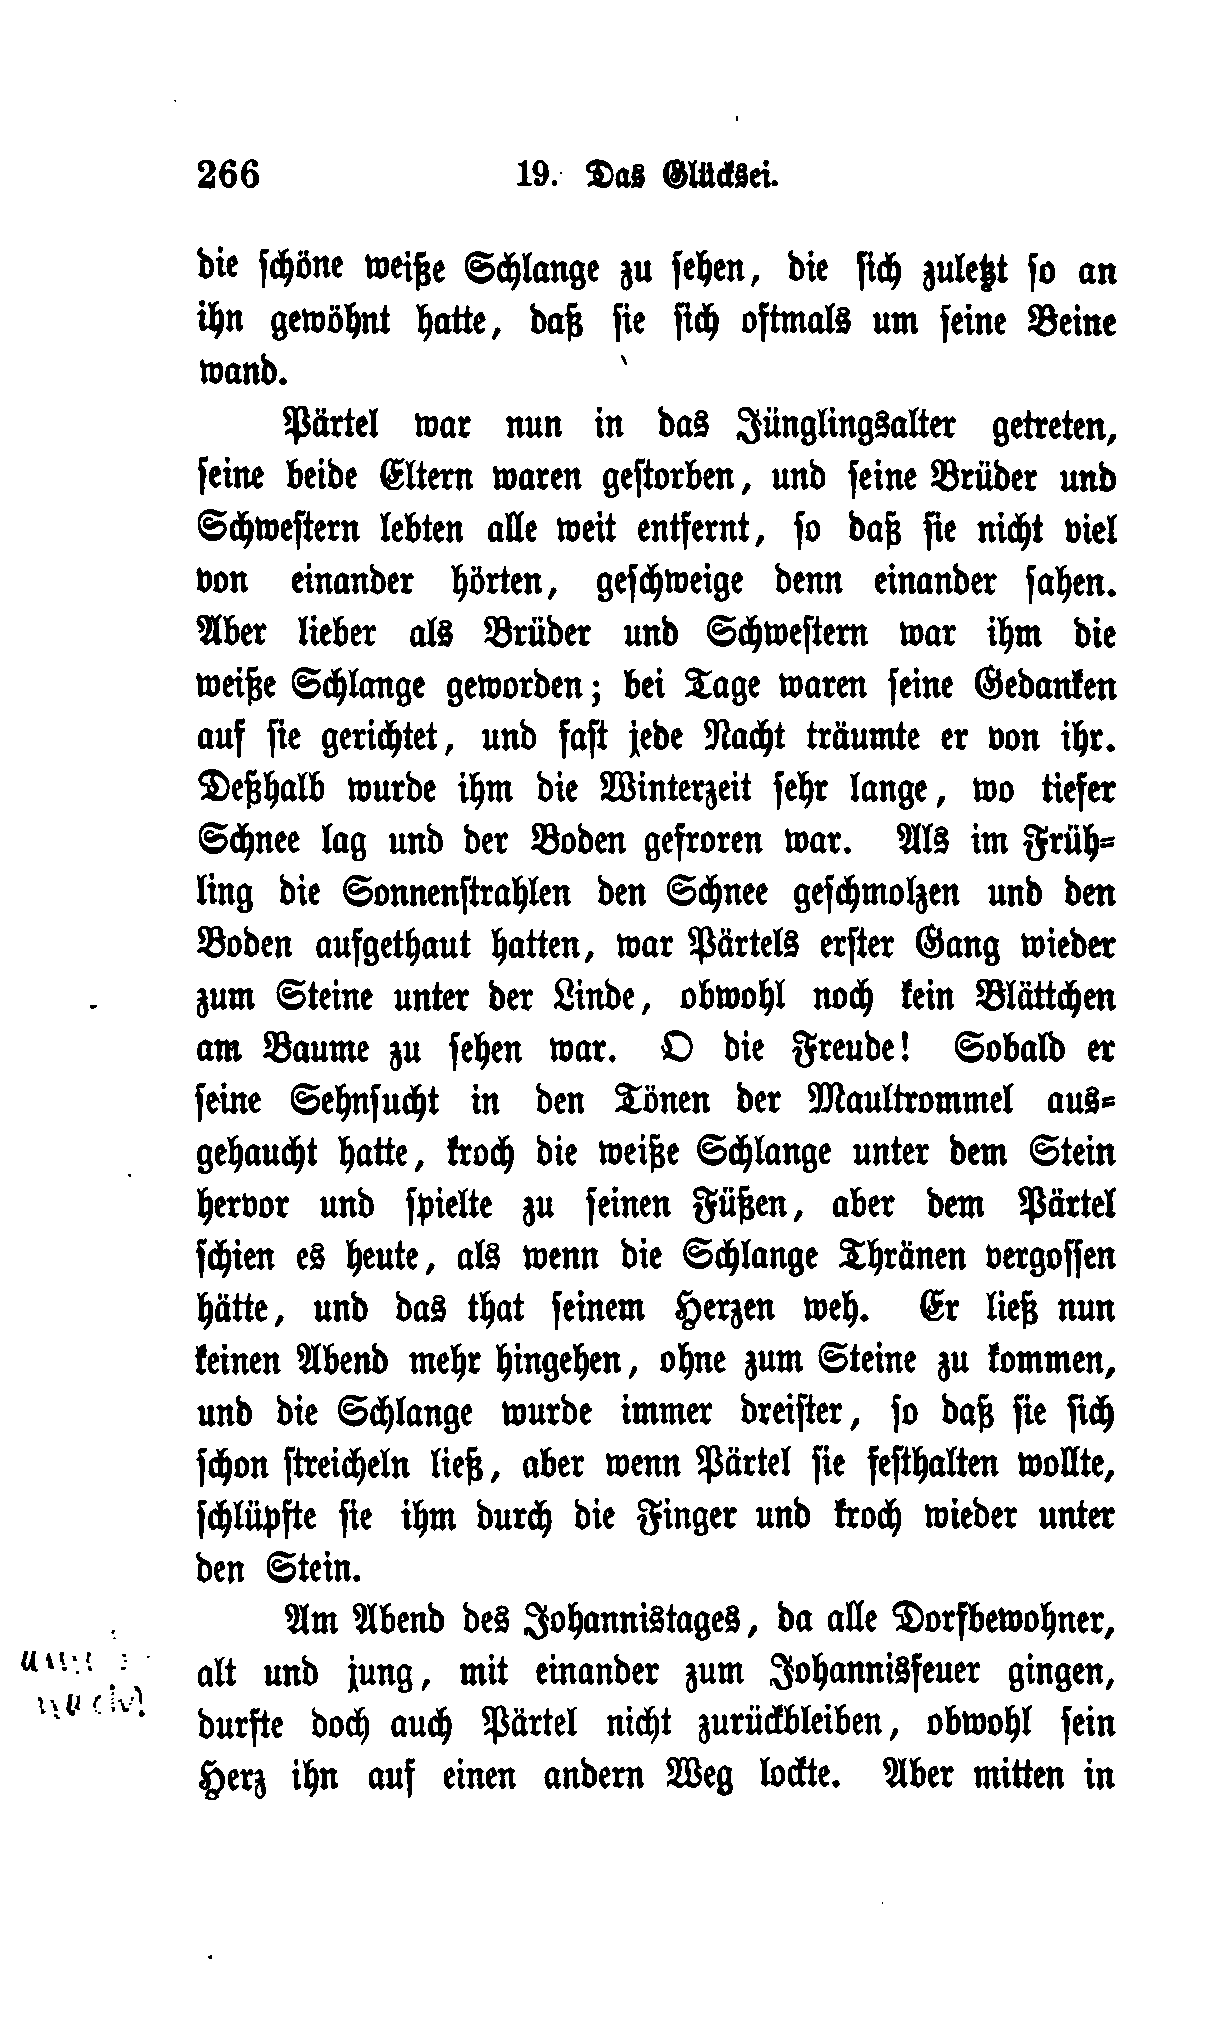 266 19. Das Glücksei.
die ſchöne weiße Schlange zu ſehen, die ſich zuletzt ſo an
ihn gewöhnt hatte, daß ſie ſich oftmals um ſeine Beine
wand.
Pärtel war nun in das Jünglingsalter getreten,
ſeine beide Eltern waren geſtorben, und ſeine Brüder und
Schweſtern lebten alle weit entfernt, ſo daß ſie nicht viel
von einander hörten, geſchweige denn einander ſahen.
Aber lieber als Brüder und Schweſtern war ihm die
weiße Schlange geworden; bei Tage waren ſeine Gedanken
auf ſie gerichtet, und faſt jede Nacht träumte er von ihr.
Deßhalb wurde ihm die Winterzeit ſehr lange, wo tiefer
Schnee lag und der Boden gefroren war. Als im Früh-
ling die Sonnenſtrahlen den Schnee geſchmolzen und den
Boden aufgethaut hatten, war Pärtels erſter Gang wieder
zum Steine unter der Linde, obwohl noch kein Blättchen
am Baume zu ſehen war. O die Freude! Sobald er
ſeine Sehnſucht in den Tönen der Maultrommel aus-
gehaucht hatte, kroch die weiße Schlange unter dem Stein
hervor und ſpielte zu ſeinen Füßen, aber dem Pärtel
ſchien es heute, als wenn die Schlange Thränen vergoſſen
hätte, und das that ſeinem Herzen weh. Er ließ nun
keinen Abend mehr hingehen, ohne zum Steine zu kommen,
und die Schlange wurde immer dreiſter, ſo daß ſie ſich
ſchon ſtreicheln ließ, aber wenn Pärtel ſie feſthalten wollte,
ſchlüpfte ſie ihm durch die Finger und kroch wieder unter
den Stein.
Am Abend des Johannistages, da alle Dorfbewohner,
alt und jung, mit einander zum Johannisfeuer gingen,
durfte doch auch Pärtel nicht zurückbleiben, obwohl ſein
Herz ihn auf einen andern Weg lockte. Aber mitten in